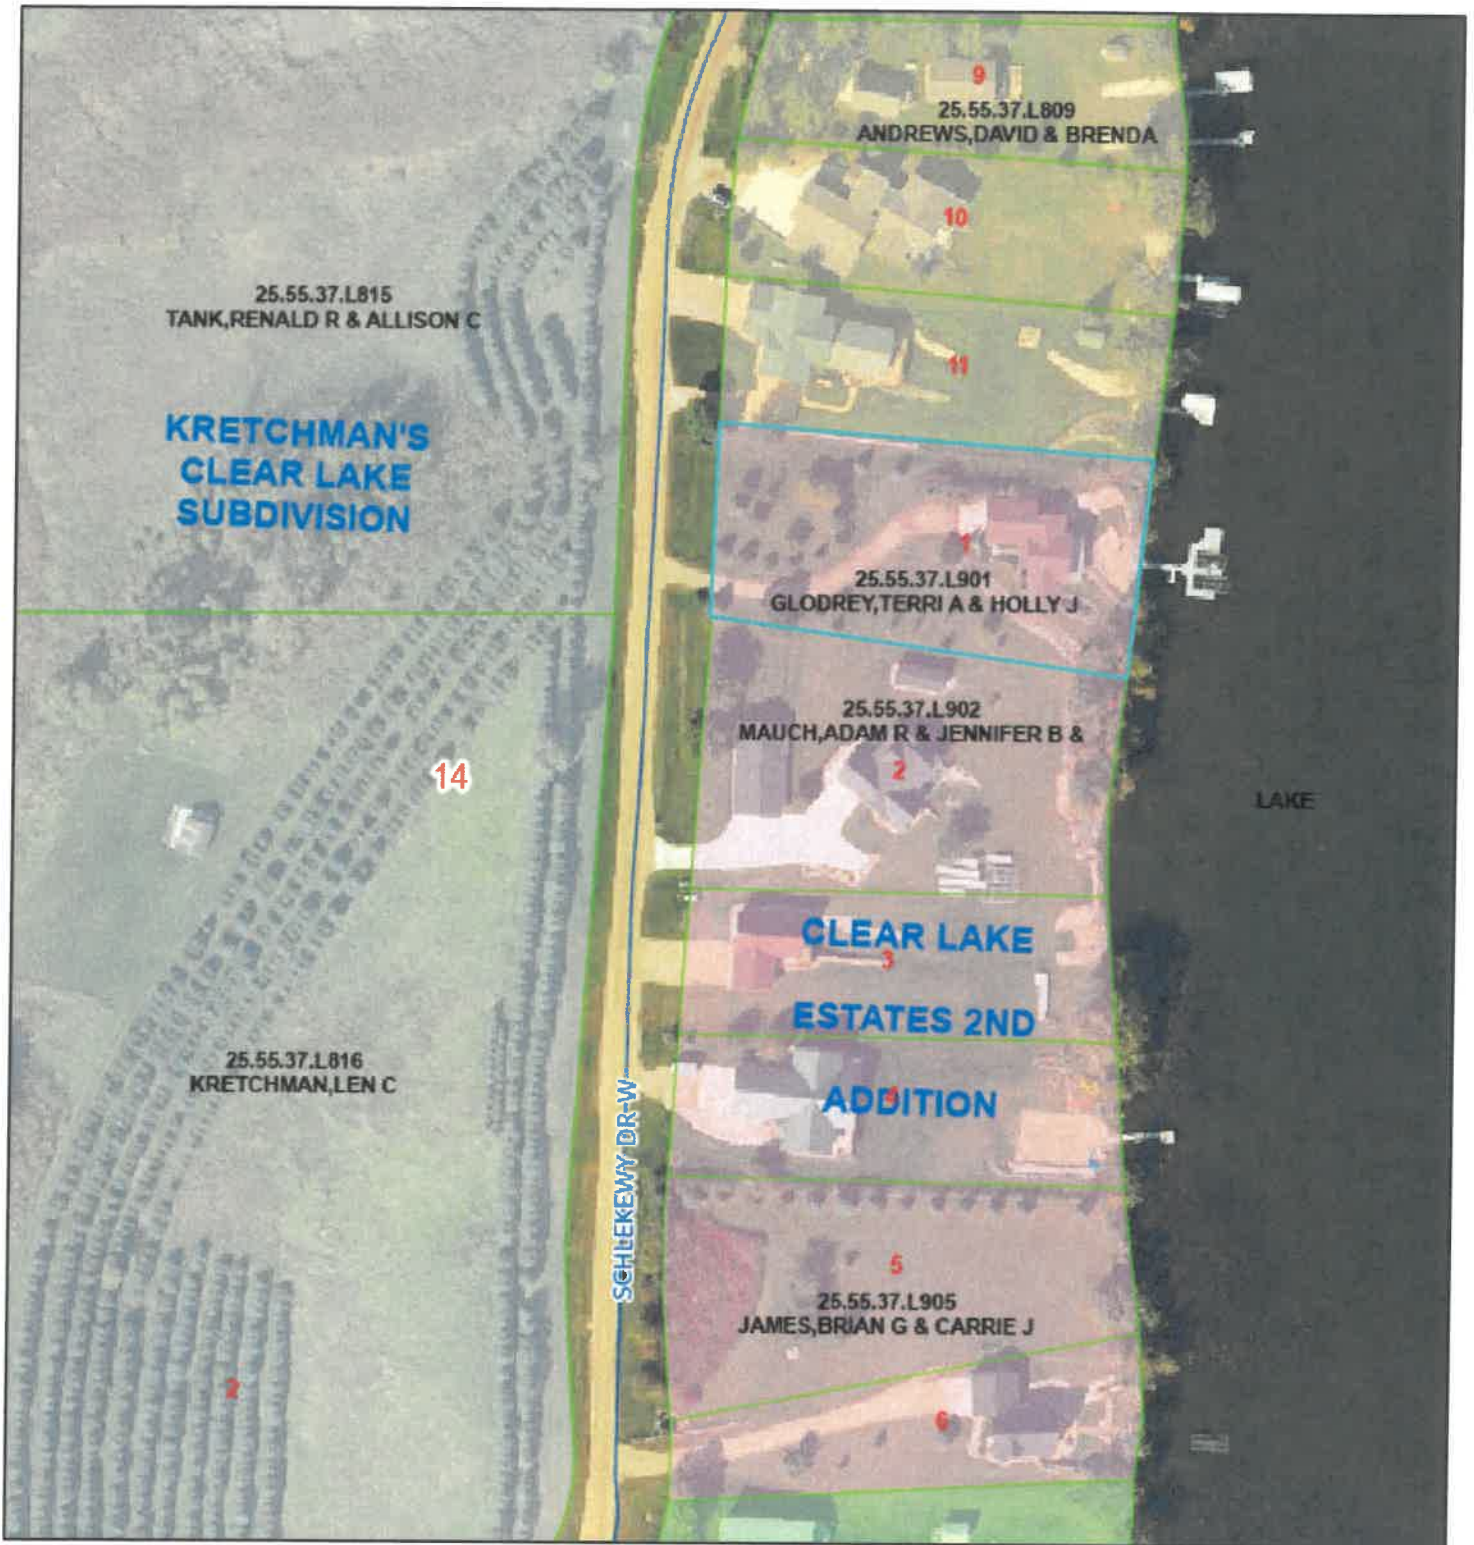 9
25.55.37.L809
ANDREWS,DAVID & BRENDA
10
25.55.37.L815
TANK,RENALD R & ALLISON C
11
KRETCHMAN'S
CLEAR LAKE
SUBDIVISION
1
25.55.37.L901
GLODREY,TERRI A & HOLLY J
25.55.37.L902
MAUCH,ADAM R & JENNIFER B &
2
14
LAKE
CLEAR LAKE
3
ESTATES 2ND
25.55.37.L816
KRETCHMAN,LEN C
4
ADDITION
SCHLEKEWY DR-W
5
25.55.37.L905
JAMES,BRIAN G & CARRIE J
2
6